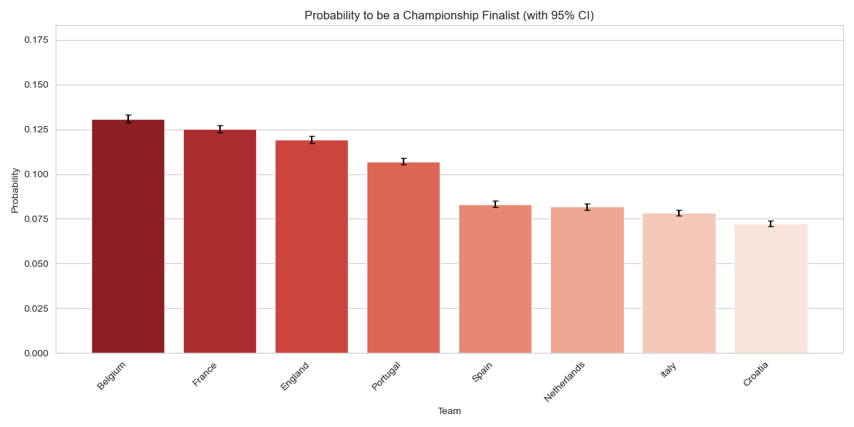 Probability to be a Championship Finalist (with 95% CI)
0.175
0.150
0.125
0.100
0.075
0.050
0.025
0.000
Probability
Belgium
France
England
Portugal
Spain
Netherlands
Italy
Croatia
Team